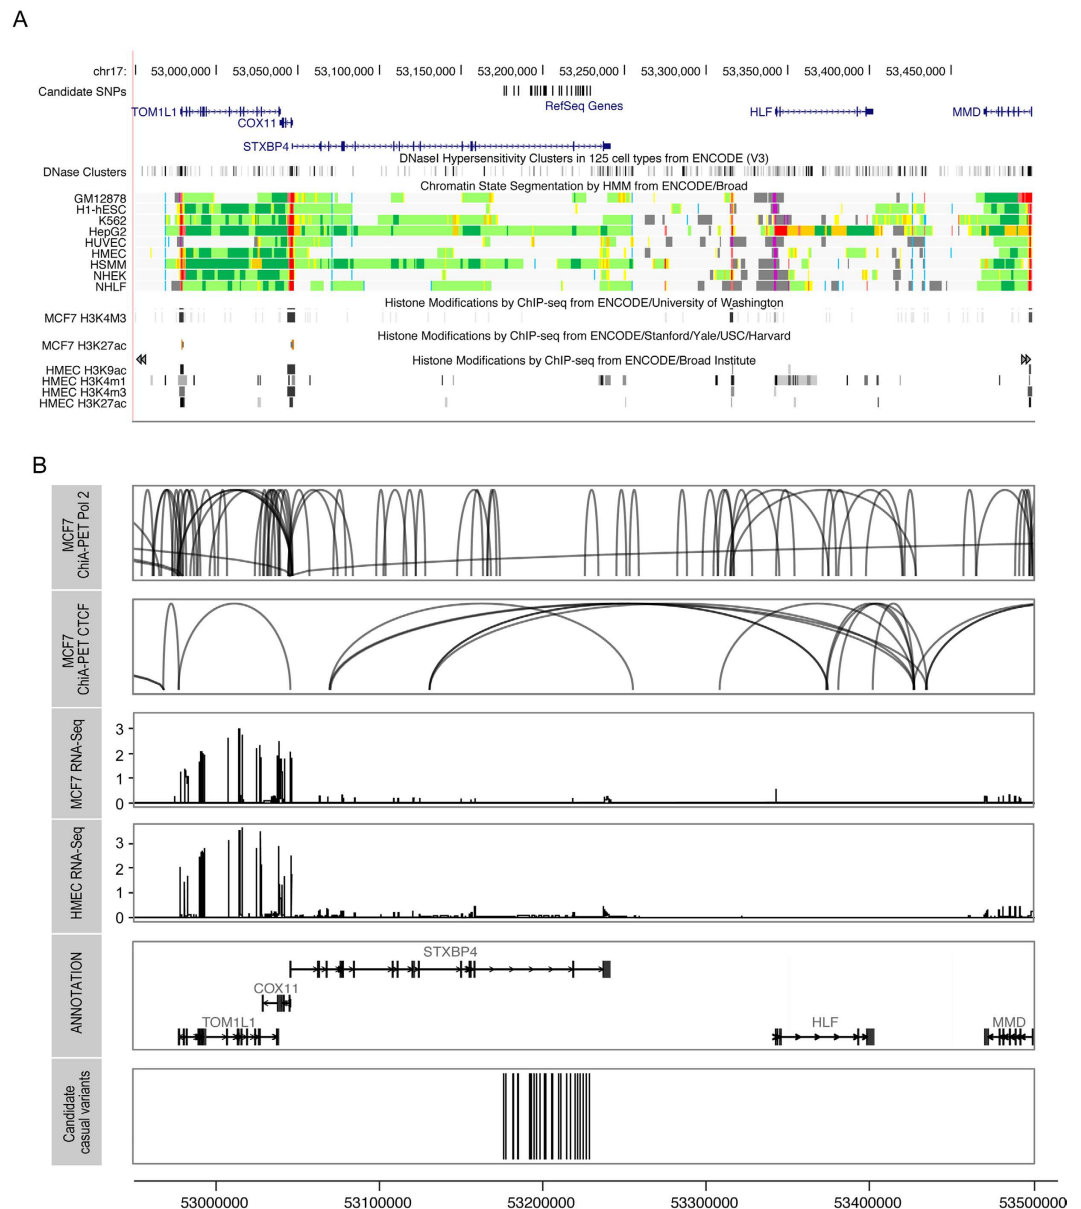 A
chr17: 53,000,000 53,050,000 53,100,000 53,150,000 53,200,000 53,250,000 53,300,000 53,350,000 53,400,000 53,450,000
Candidate SNPs
RefSeq Genes
TOM1L1 HLF MMD
COX11
STXBP4
DNaseI Hypersensitivity Clusters in 125 cell types from ENCODE (V3)
DNase Clusters
Chromatin State Segmentation by HMM from ENCODE/Broad
GM12878
H1-hESC
K562
HepG2
HUVEC
HMEC
HSMM
NHEK
NHLF
Histone Modifications by ChIP-seq from ENCODE/University of Washington
MCF7 H3K4M3
Histone Modifications by ChIP-seq from ENCODE/Stanford/Yale/USC/Harvard
MCF7 H3K27ac
Histone Modifications by ChIP-seq from ENCODE/Broad Institute
HMEC H3K9ac
HMEC H3K4m1
HMEC H3K4m3
HMEC H3K27ac
B
MCF7
ChiA-PET Pol 2
MCF7
ChiA-PET CTCF
MCF7 RNA-Seq
3
2
1
0
HMEC RNA-Seq
3
2
1
0
ANNOTATION
STXBP4
COX11
TOM1L1 HLF MMD
Candidate
casual variants
53000000 53100000 53200000 53300000 53400000 53500000